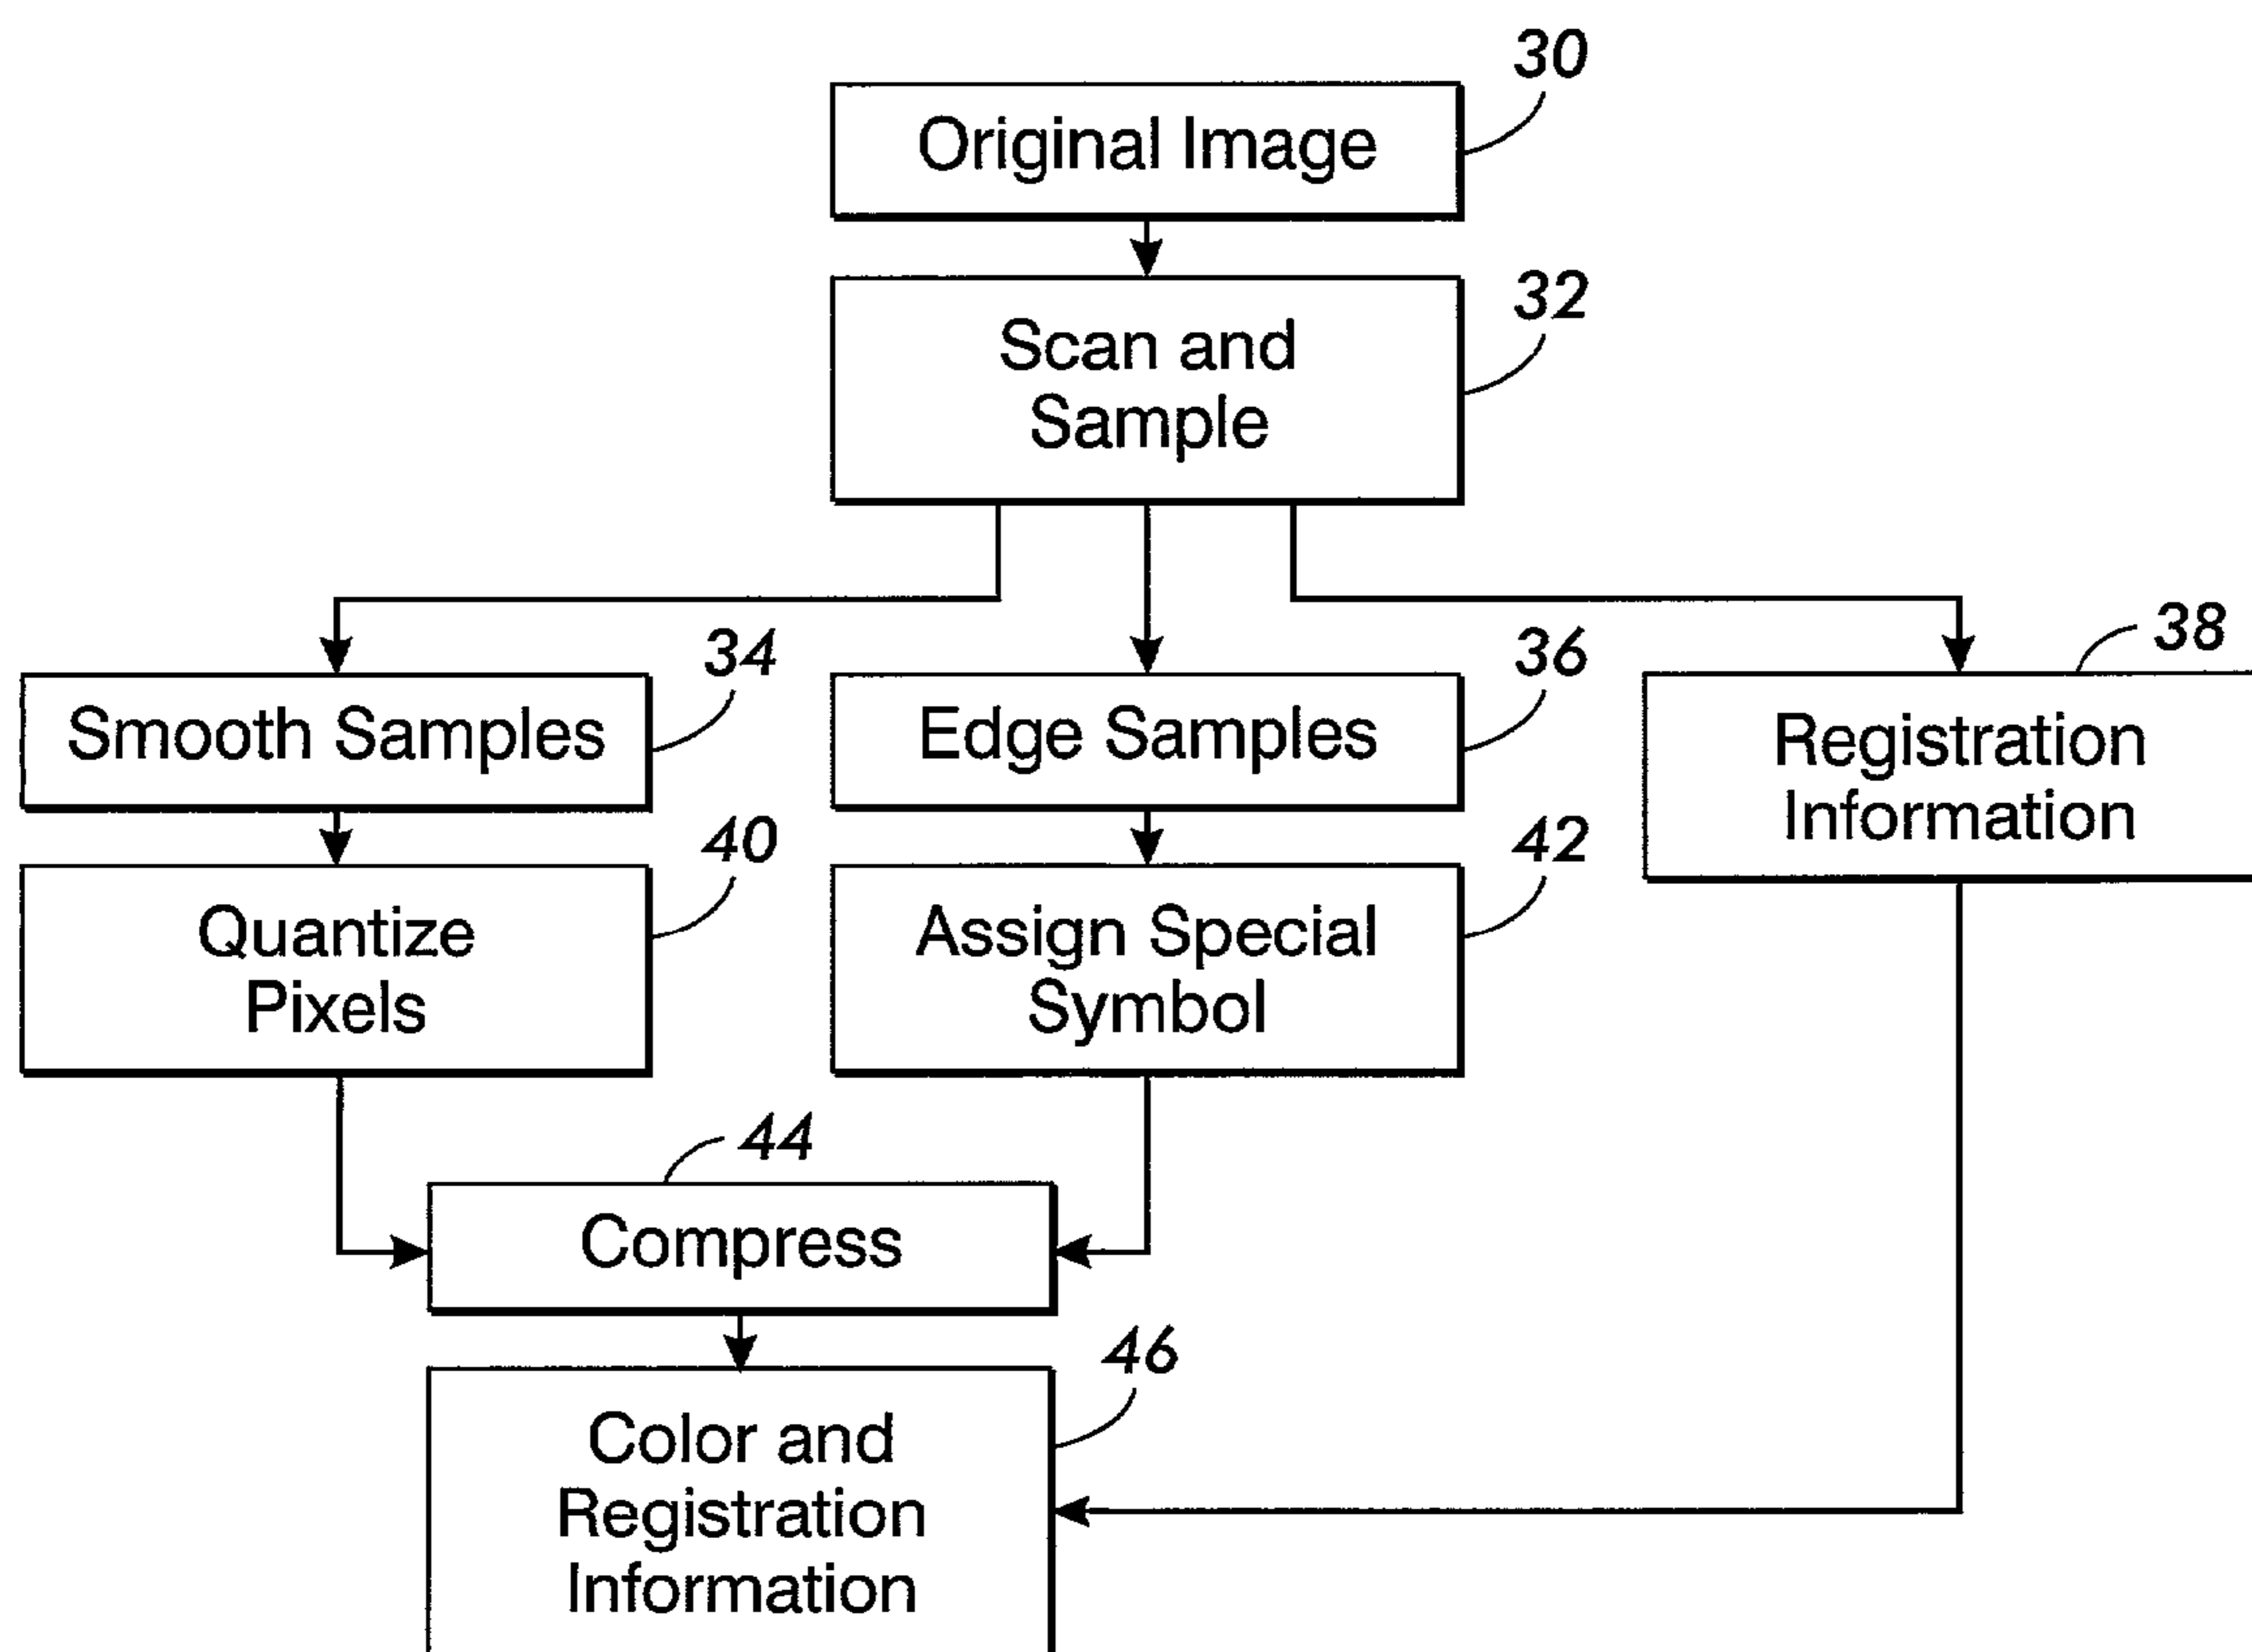 30
Original Image
32
Scan and
Sample
34
36
38
Smooth Samples
Edge Samples
Registration
Information
40
42
Quantize
Pixels
Assign Special
Symbol
44
Compress
46
Color and
Registration
Information